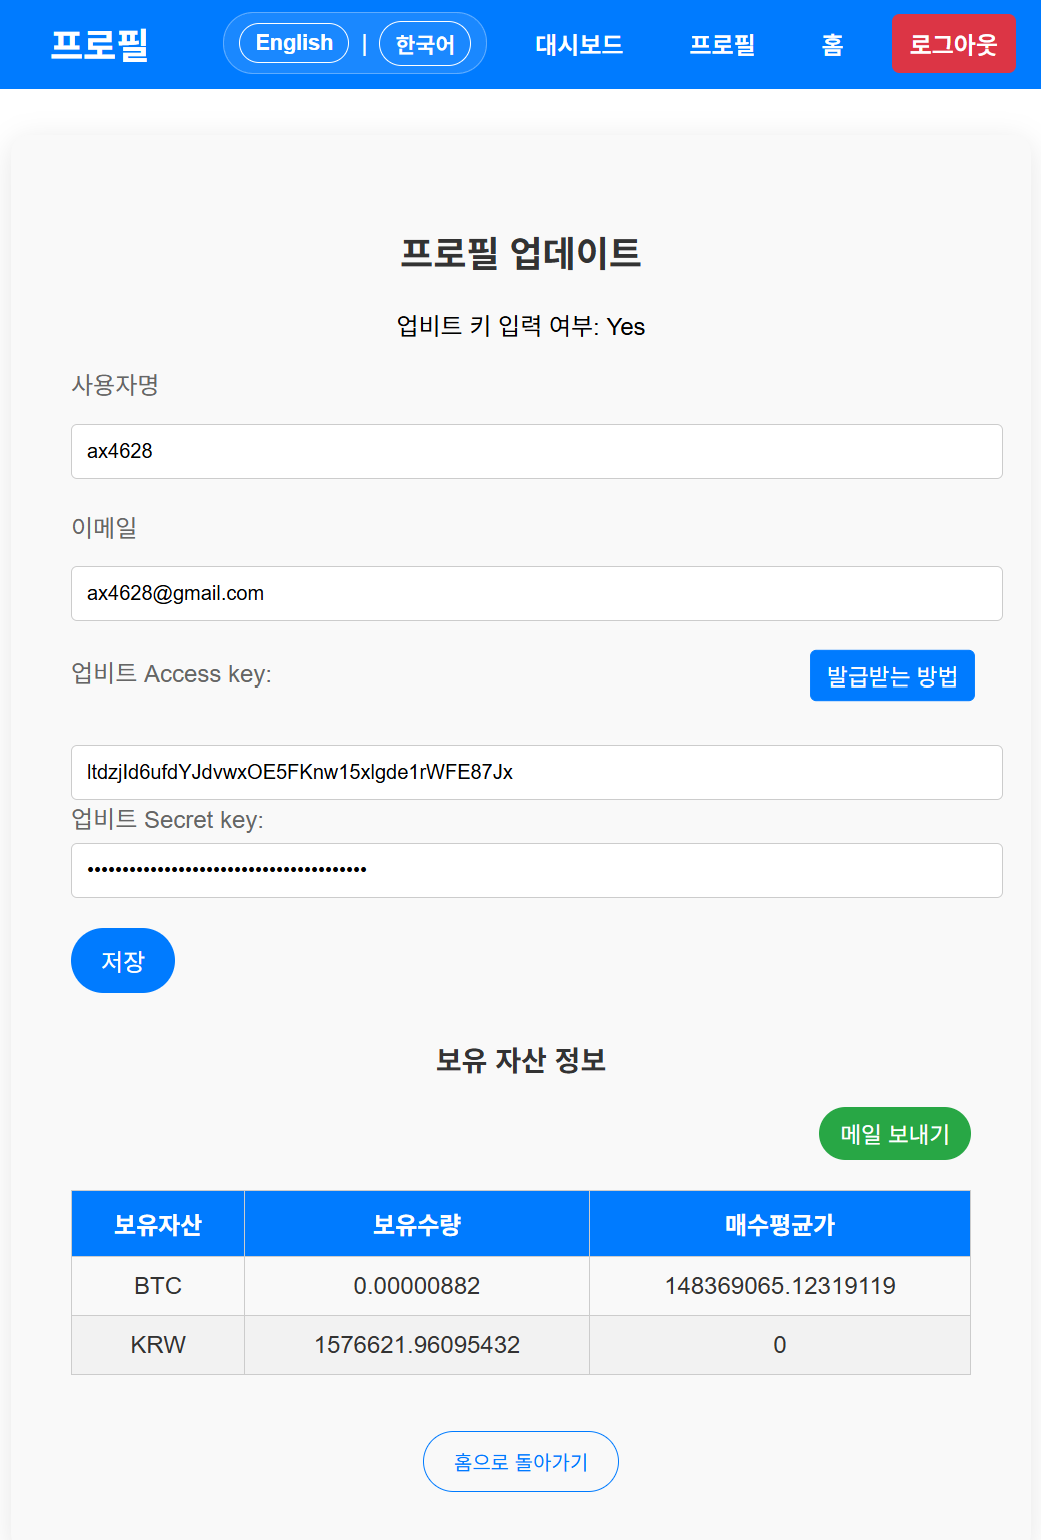 프로필 English | 한국어 대시보드 프로필 홈 로그아웃
프로필 업데이트
업비트 키 입력 여부: Yes
사용자명
ax4628
이메일
ax4628@gmail.com
업비트 Access key: 발급받는 방법
ltdzjId6ufdYJdvwxOE5FKnw15xlgde1rWFE87Jx
업비트 Secret key:
••••••••••••••••••••••••••••••••••••••••
저장
보유 자산 정보
메일 보내기
보유자산 보유수량 매수평균가
BTC 0.00000882 148369065.12319119
KRW 1576621.96095432 0
홈으로 돌아가기